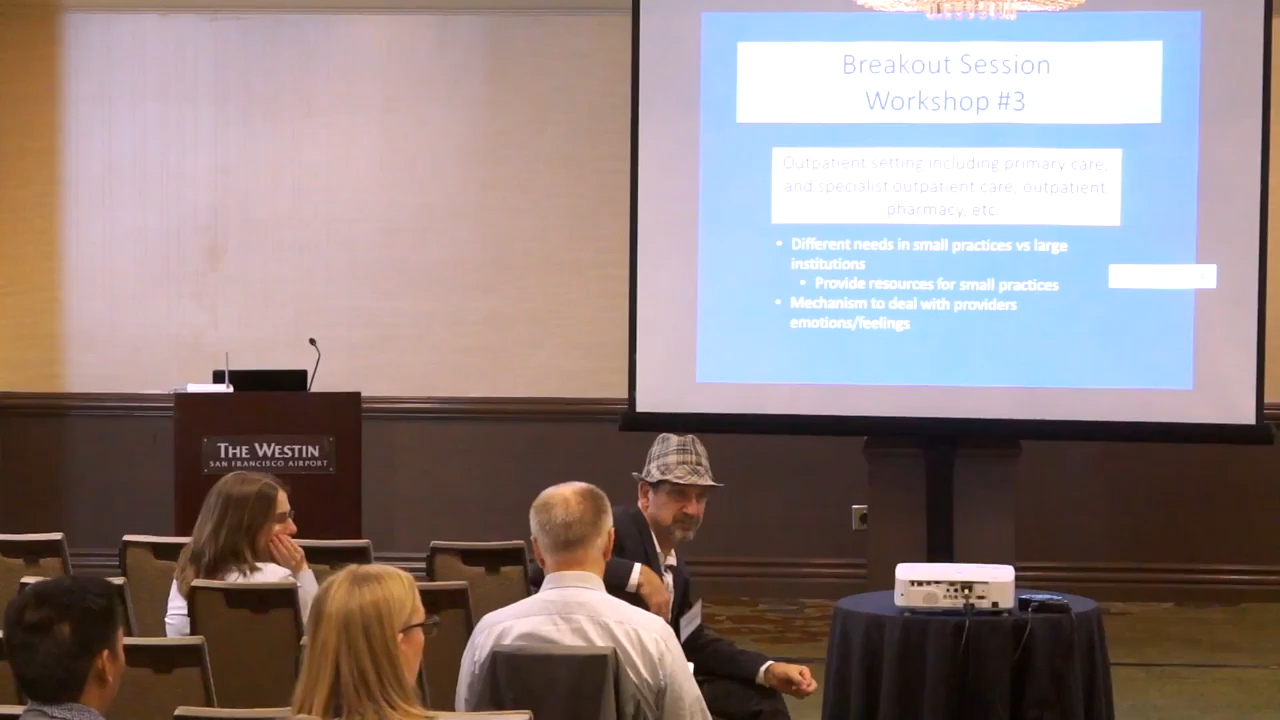 Breakout Session
Workshop #3
Outpatient setting including primary care,
and specialist outpatient care, outpatient
pharmacy, etc
• Different needs in small practices vs large
institutions
• Provide resources for small practices
• Mechanism to deal with providers
emotions/feelings
THE WESTIN
SAN FRANCISCO AIRPORT